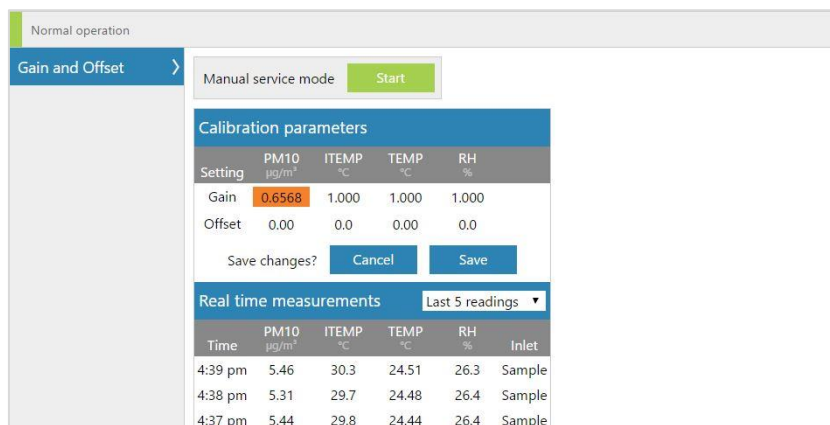 Normal operation
Gain and Offset
Manual service mode Start
Calibration parameters
Setting PM10 µg/m³ ITEMP °C TEMP °C RH %
Gain 0.6568 1.000 1.000 1.000
Offset 0.00 0.0 0.00 0.0
Save changes? Cancel Save
Real time measurements Last 5 readings
Time PM10 µg/m³ ITEMP °C TEMP °C RH % Inlet
4:39 pm 5.46 30.3 24.51 26.3 Sample
4:38 pm 5.31 29.7 24.48 26.4 Sample
4:37 pm 5.44 29.8 24.44 26.4 Sample